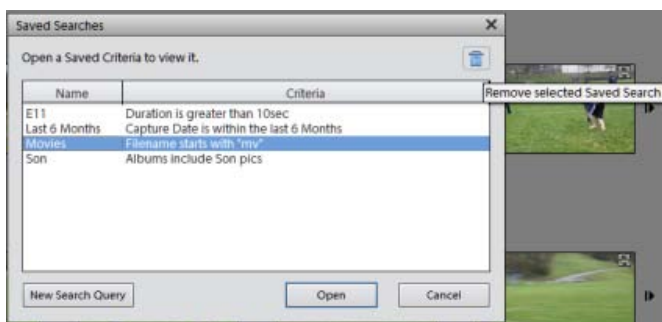 Saved Searches
Open a Saved Criteria to view it.
Remove selected Saved Search
Name Criteria
E11 Duration is greater than 10sec
Last 6 Months Capture Date is within the last 6 Months
Movies Filename starts with "mv"
Son Albums include Son pics
New Search Query Open Cancel